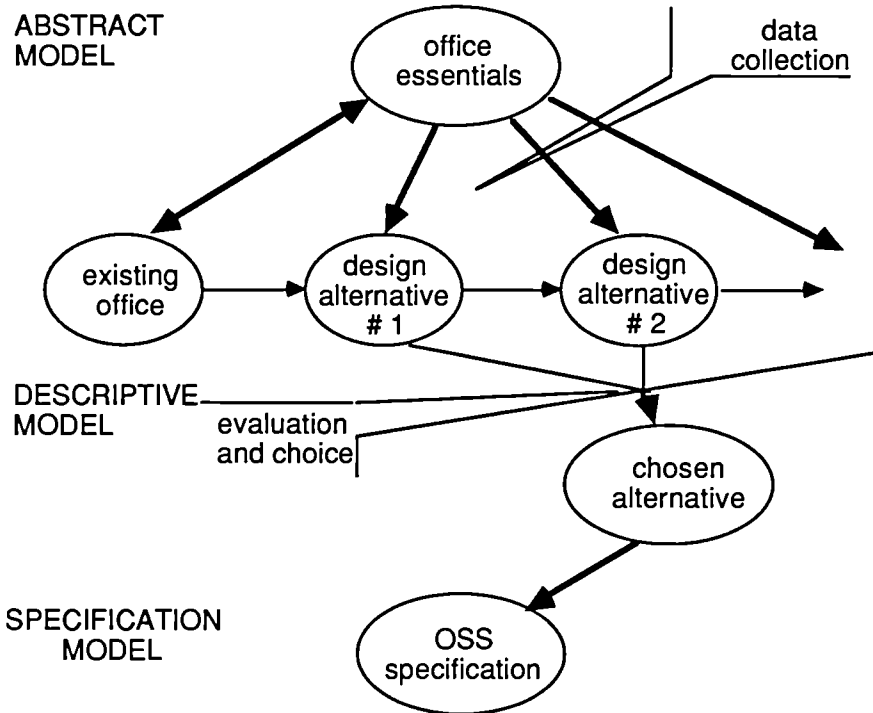 ABSTRACT
MODEL
office
essentials
data
collection
existing
office
design
alternative
# 1
design
alternative
# 2
DESCRIPTIVE
MODEL
evaluation
and choice
chosen
alternative
SPECIFICATION
MODEL
OSS
specification